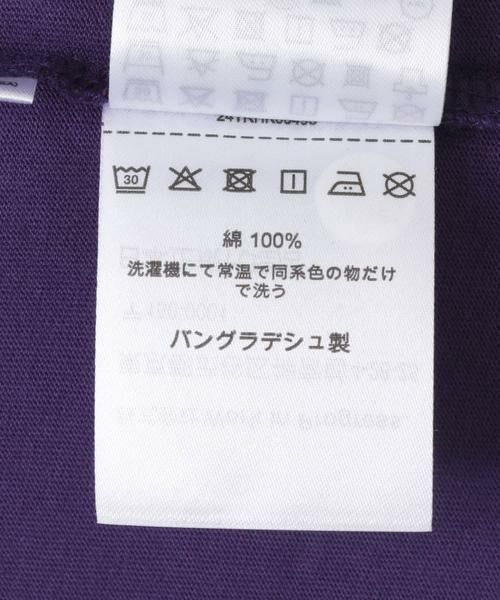 30
綿 100%
洗濯機にて常温で同系色の物だけ
で洗う
バングラデシュ製